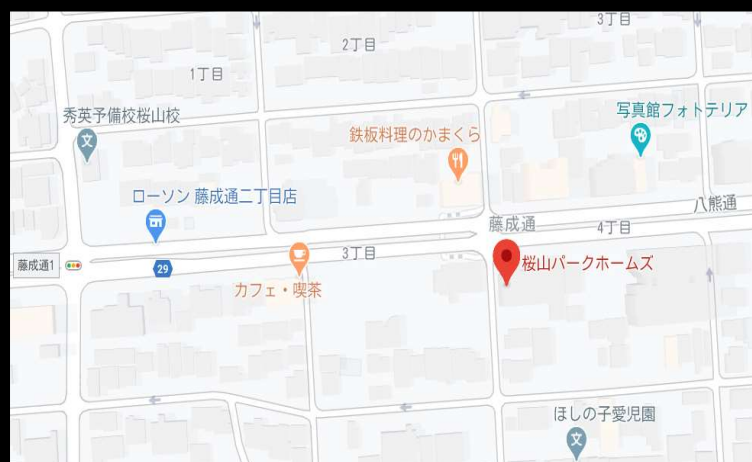 3丁目
2丁目
1丁目
秀英予備校桜山校
写真館フォトテリア
鉄板料理のかまくら
ローソン 藤成通二丁目店
八熊通
藤成通
4丁目
3丁目
藤成通1
29
桜山パークホームズ
カフェ・喫茶
ほしの子愛児園
文
文